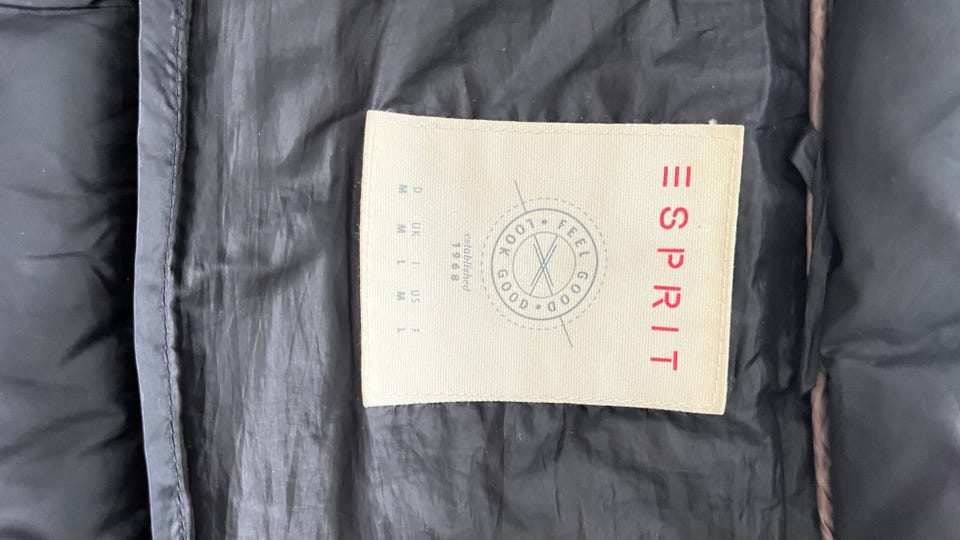 ESPRIT
• FEEL GOOD • LOOK GOOD
established
1968
D UK I US F
M M L M L